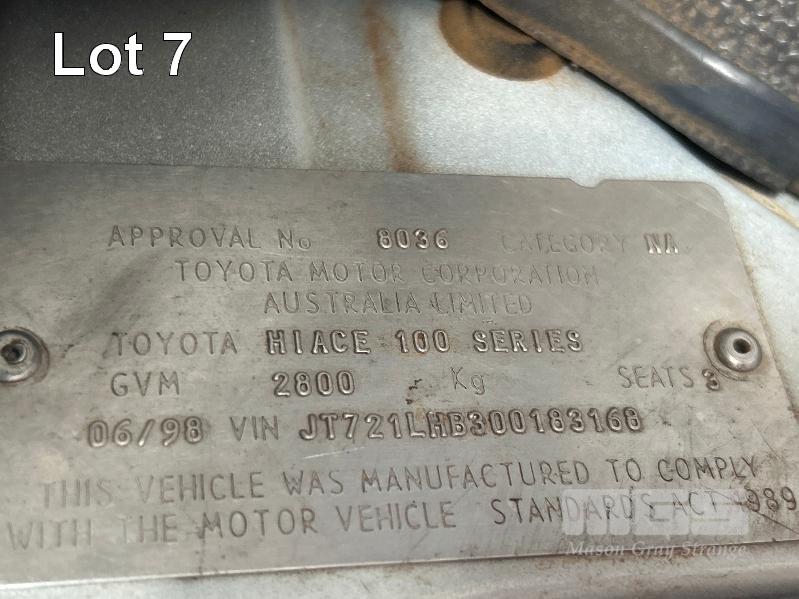 Lot 7
APPROVAL No 8036 CATEGORY NA
TOYOTA MOTOR CORPORATION
AUSTRALIA LIMITED
TOYOTA HIACE 100 SERIES
GVM 2800 Kg SEATS 3
06/98 VIN JT721LHB300183168
THIS VEHICLE WAS MANUFACTURED TO COMPLY
WITH THE MOTOR VEHICLE STANDARDS ACT 1989
MGS
Mason Gray Strange